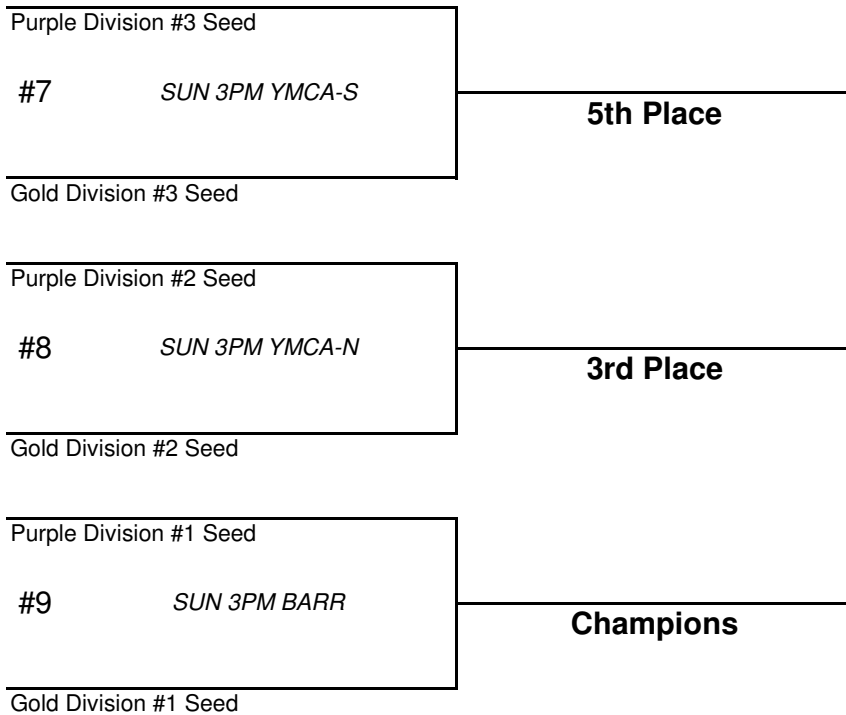 Purple Division #3 Seed
#7 SUN 3PM YMCA-S
5th Place
Gold Division #3 Seed
Purple Division #2 Seed
#8 SUN 3PM YMCA-N
3rd Place
Gold Division #2 Seed
Purple Division #1 Seed
#9 SUN 3PM BARR
Champions
Gold Division #1 Seed